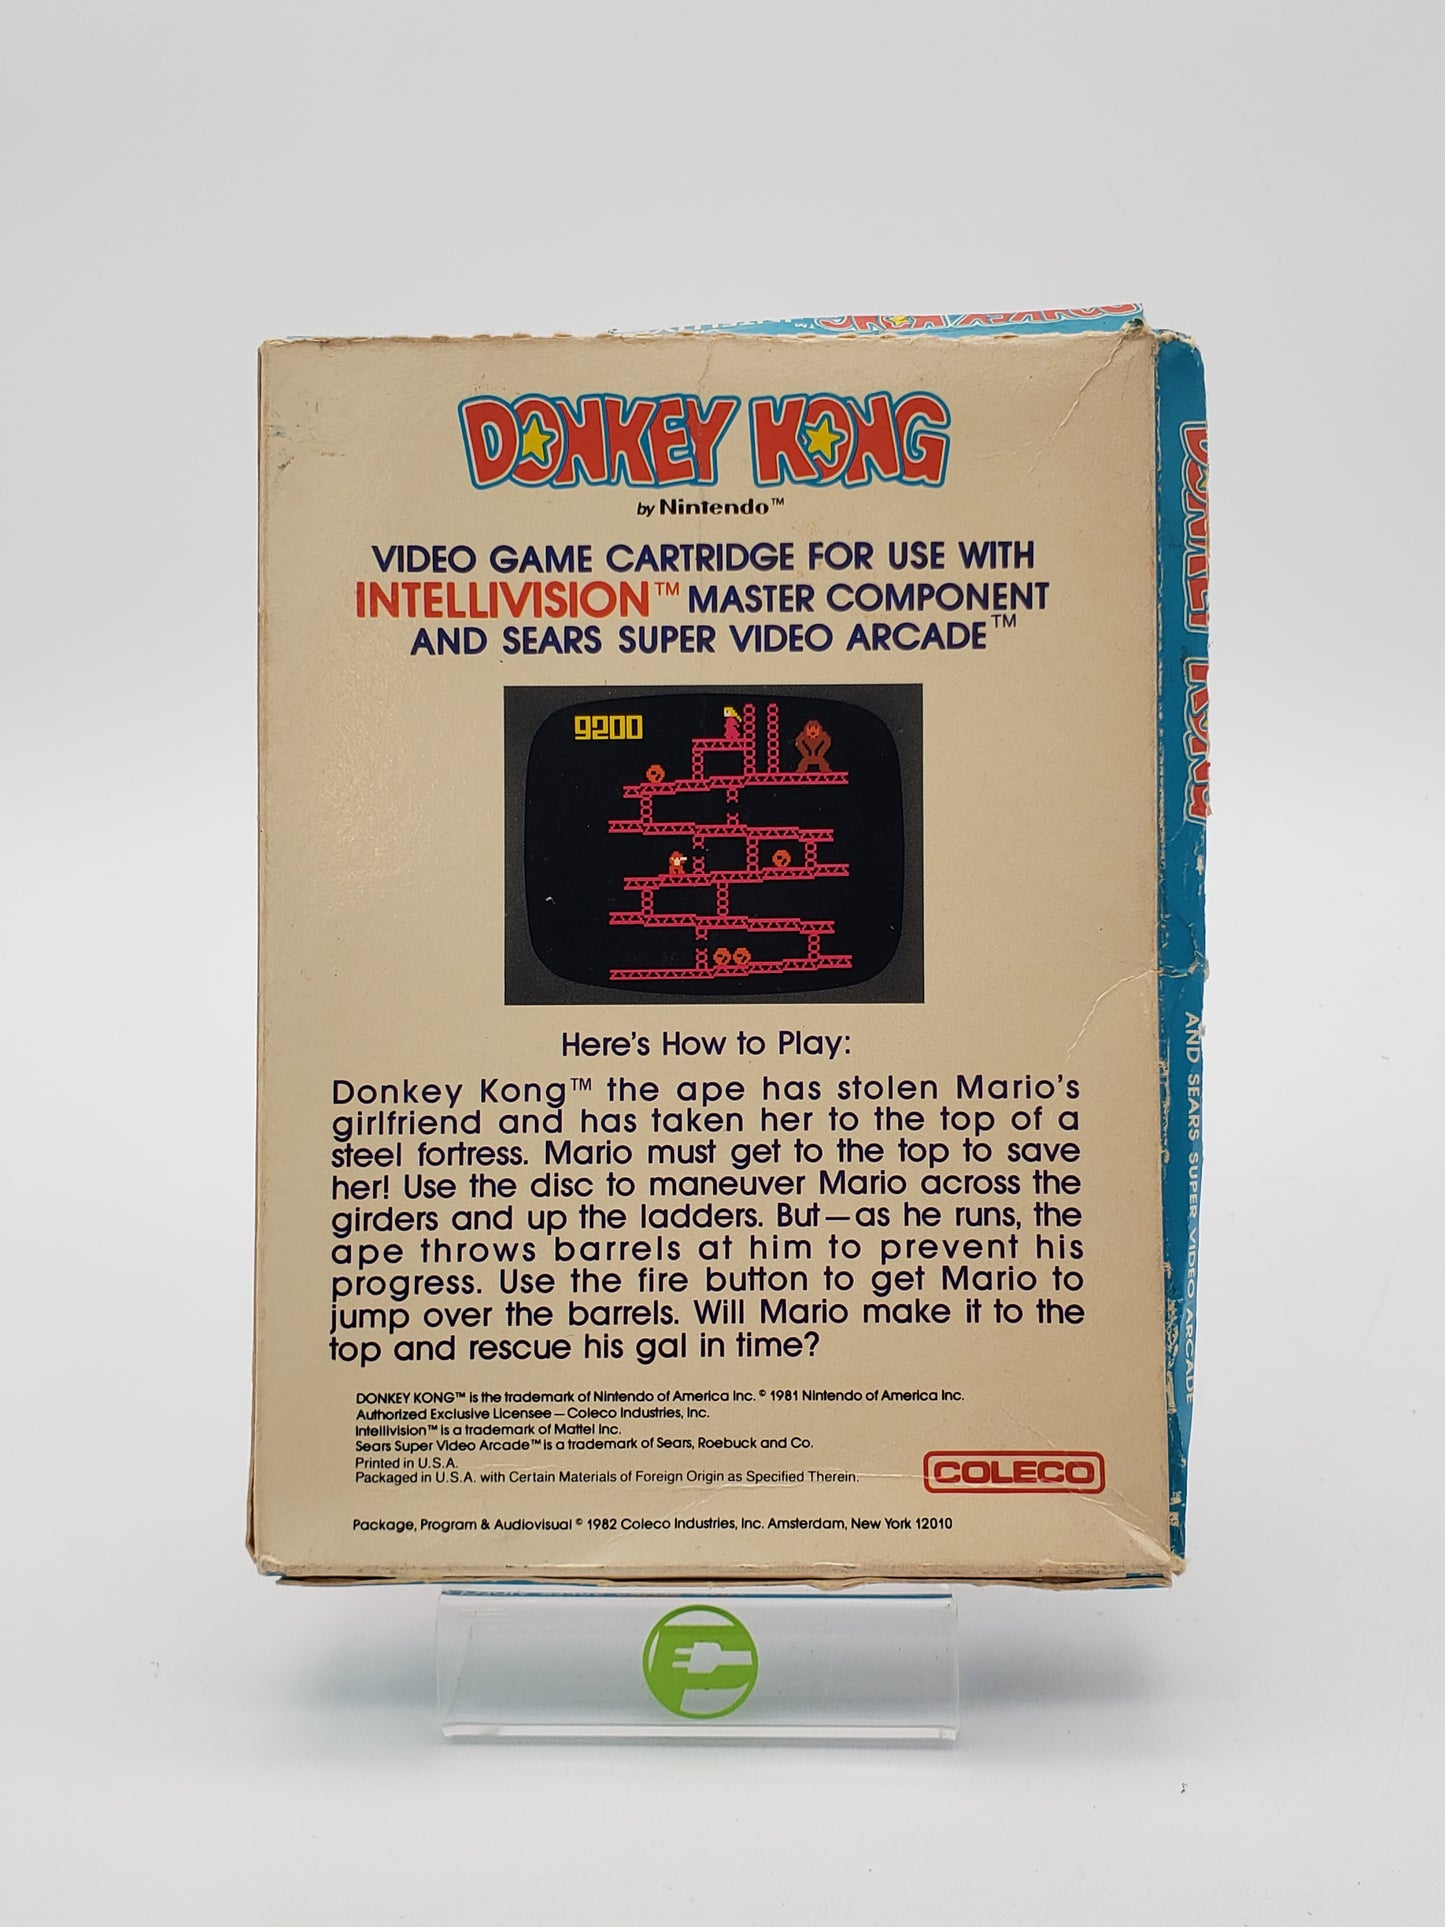 DONKEY KONG
by Nintendo™
VIDEO GAME CARTRIDGE FOR USE WITH
INTELLIVISION™ MASTER COMPONENT
AND SEARS SUPER VIDEO ARCADE™
9200
Here's How to Play:
Donkey Kong™ the ape has stolen Mario's
girlfriend and has taken her to the top of a
steel fortress. Mario must get to the top to save
her! Use the disc to maneuver Mario across the
girders and up the ladders. But—as he runs, the
ape throws barrels at him to prevent his
progress. Use the fire button to get Mario to
jump over the barrels. Will Mario make it to the
top and rescue his gal in time?
DONKEY KONG™ is the trademark of Nintendo of America Inc. © 1981 Nintendo of America Inc.
Authorized Exclusive Licensee—Coleco Industries, Inc.
Intellivision™ is a trademark of Mattel Inc.
Sears Super Video Arcade™ is a trademark of Sears, Roebuck and Co.
Printed in U.S.A.
Packaged in U.S.A. with Certain Materials of Foreign Origin as Specified Therein.
COLECO
Package, Program & Audiovisual © 1982 Coleco Industries, Inc. Amsterdam, New York 12010
DONKEY KONG
DONKEY KONG
AND SEARS SUPER VIDEO ARCADE